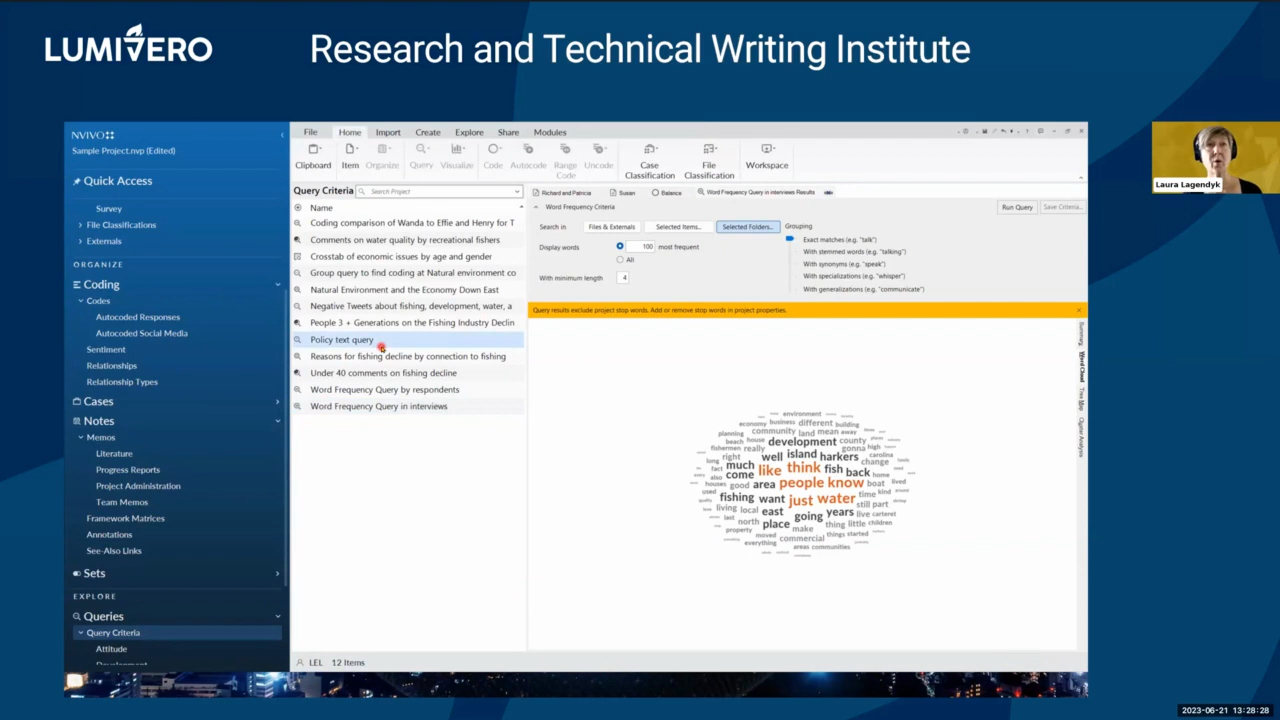 LUMIVERO
Research and Technical Writing Institute
NVIVO
Sample Project.nvp (Edited)
Quick Access
Survey
File Classifications
Externals
ORGANIZE
Coding
Codes
Autocoded Responses
Autocoded Social Media
Sentiment
Relationships
Relationship Types
Cases
Notes
Memos
Literature
Progress Reports
Project Administration
Team Memos
Framework Matrices
Annotations
See-Also Links
Sets
EXPLORE
Queries
Query Criteria
Attitude
File Home Import Create Explore Share Modules
Clipboard Item Organize Query Visualize Code Autocode Range Code Uncode Case Classification File Classification Workspace
Query Criteria Search Project
Name
Coding comparison of Wanda to Effie and Henry for T
Comments on water quality by recreational fishers
Crosstab of economic issues by age and gender
Group query to find coding at Natural environment co
Natural Environment and the Economy Down East
Negative Tweets about fishing, development, water, a
People 3 + Generations on the Fishing Industry Declin
Policy text query
Reasons for fishing decline by connection to fishing
Under 40 comments on fishing decline
Word Frequency Query by respondents
Word Frequency Query in interviews
LEL 12 Items
Richard and Patricia Susan Balance Word Frequency Query in interviews Results
Word Frequency Criteria Run Query Save Criteria...
Search in Files & Externals Selected Items... Selected Folders... Grouping
Display words 100 most frequent
All
With minimum length 4
Exact matches (e.g. "talk")
With stemmed words (e.g. "talking")
With synonyms (e.g. "speak")
With specializations (e.g. "whisper")
With generalizations (e.g. "communicate")
Query results exclude project stop words. Add or remove stop words in project properties.
Summary
Word Cloud
Tree Map
Cluster Analysis
environment
economy business different building
planning community land mean away
beach house development county
fishermen really well island harkers gonna high
right carolina
long much like think fish back change
fact come home
also people know
houses good area boat lived
used fishing want just water time kind
living local east going years still part
last north place live carteret
property make thing little children
moved things started
everything commercial
areas communities
Laura Lagendyk
2023-06-21 13:28:28